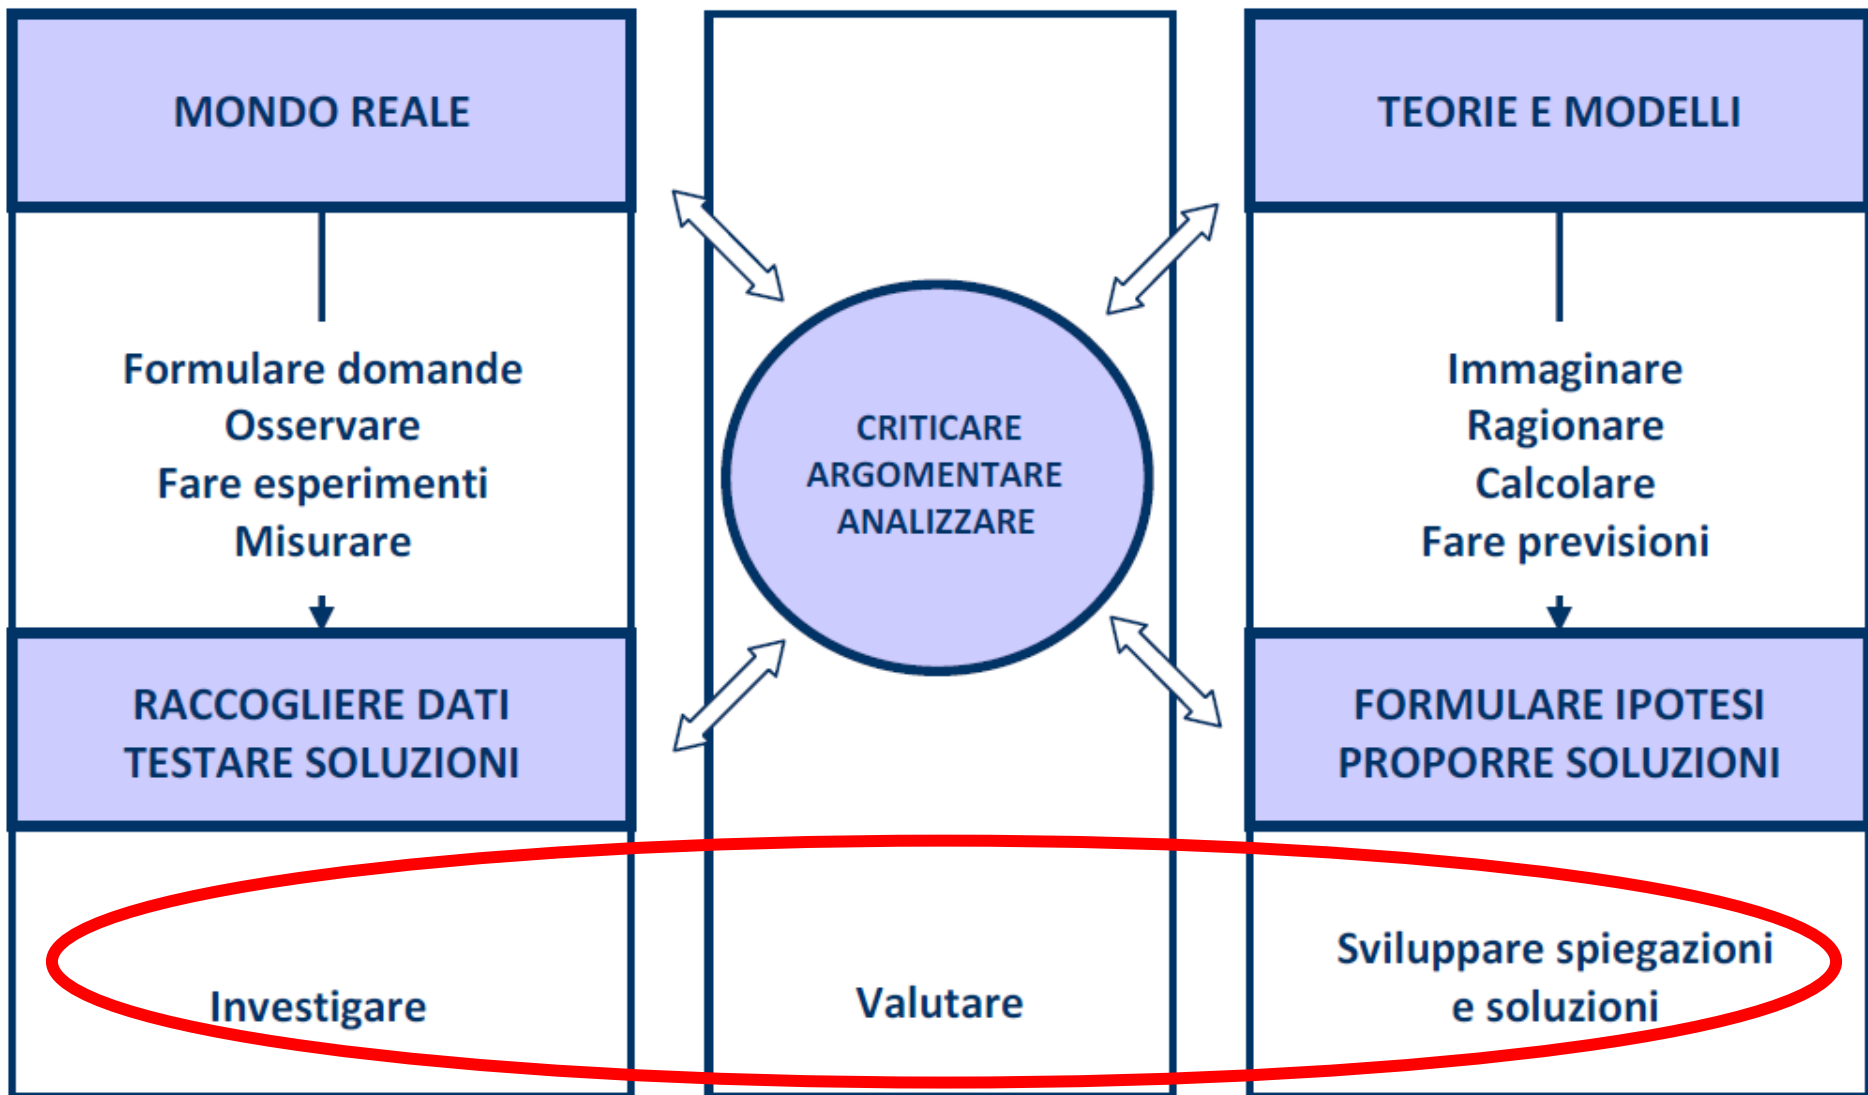 MONDO REALE
Formulare domande
Osservare
Fare esperimenti
Misurare
RACCOGLIERE DATI
TESTARE SOLUZIONI
Investigare
CRITICARE
ARGOMENTARE
ANALIZZARE
Valutare
TEORIE E MODELLI
Immaginare
Ragionare
Calcolare
Fare previsioni
FORMULARE IPOTESI
PROPORRE SOLUZIONI
Sviluppare spiegazioni
e soluzioni